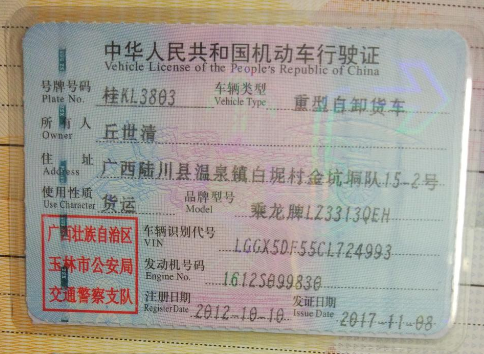 中华人民共和国机动车行驶证
Vehicle License of the People's Republic of China
号牌号码 桂KL3803 车辆类型 重型自卸货车
Plate No. Vehicle Type
所有人 丘世清
Owner
住址 广西陆川县温泉镇白坭村金坑垌队15-2号
Address
使用性质 货运 品牌型号 乘龙牌LZ3313QEH
Use Character Model
广西壮族自治区
玉林市公安局
交通警察支队
车辆识别代号 LGGX5DF55CL724993
VIN
发动机号码 1612S099830
Engine No.
注册日期 2012-10-10 发证日期 2017-11-08
Register Date Issue Date